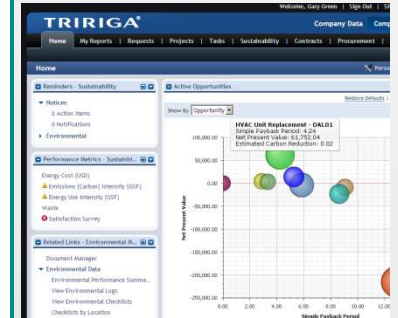 Welcome, Gary Green | Sign Out |
TRIRIGA
Company Data
Home My Reports | Requests | Projects | Tasks | Sustainability | Contracts | Procurement |
Home
Reminders - Sustainability
Notices
0 Action Items
0 Notifications
Environmental
Performance Metrics - Sustainabi...
Energy Cost (USD)
Emissions (Carbon) Intensity (GSF)
Energy Use Intensity (GSF)
Waste
Satisfaction Survey
Related Links - Environmental M...
Document Manager
Environmental Data
Environmental Performance Summa...
View Environmental Logs
View Environmental Checklists
Checklists by Location
Active Opportunities
Restore Defaults |
Show By Opportunity
HVAC Unit Replacement - DAL01
Simple Payback Period: 4.24
Net Present Value: 61,752.04
Estimated Carbon Reduction: 0.02
Net Present Value
100,000.00
50,000.00
0.00
-50,000.00
-100,000.00
-150,000.00
-200,000.00
-250,000.00
0.00 2.00 4.00 6.00 8.00 10.00 12.00
Simple Payback Period